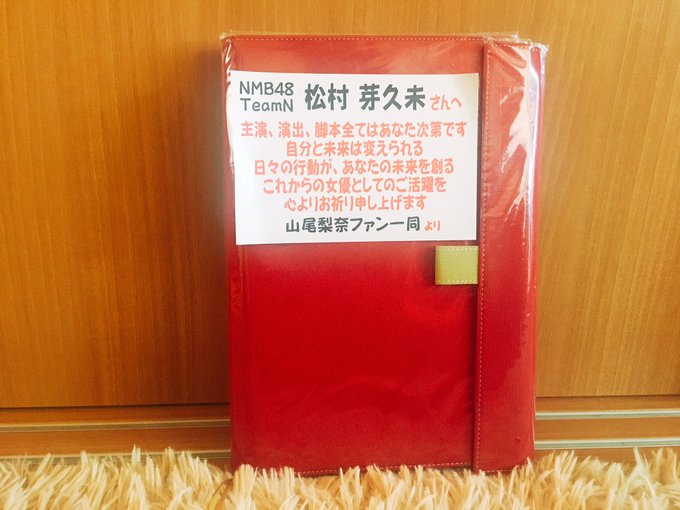 NMB48
TeamN 松村 芽久未 さんへ
主演、演出、脚本全てはあなた次第です
自分と未来は変えられる
日々の行動が、あなたの未来を創る
これからの女優としてのご活躍を
心よりお祈り申し上げます
山尾梨奈ファン一同 より